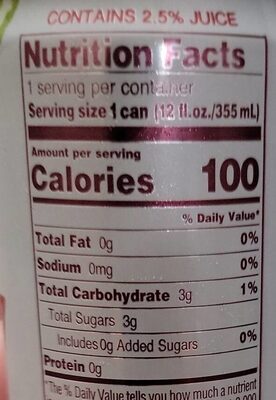 CONTAINS 2.5% JUICE
Nutrition Facts
1 serving per container
Serving size 1 can (12 fl.oz./355 mL)
Amount per serving
Calories 100
% Daily Value*
Total Fat 0g 0%
Sodium 0mg 0%
Total Carbohydrate 3g 1%
Total Sugars 3g
Includes 0g Added Sugars 0%
Protein 0g
*The % Daily Value tells you how much a nutrient